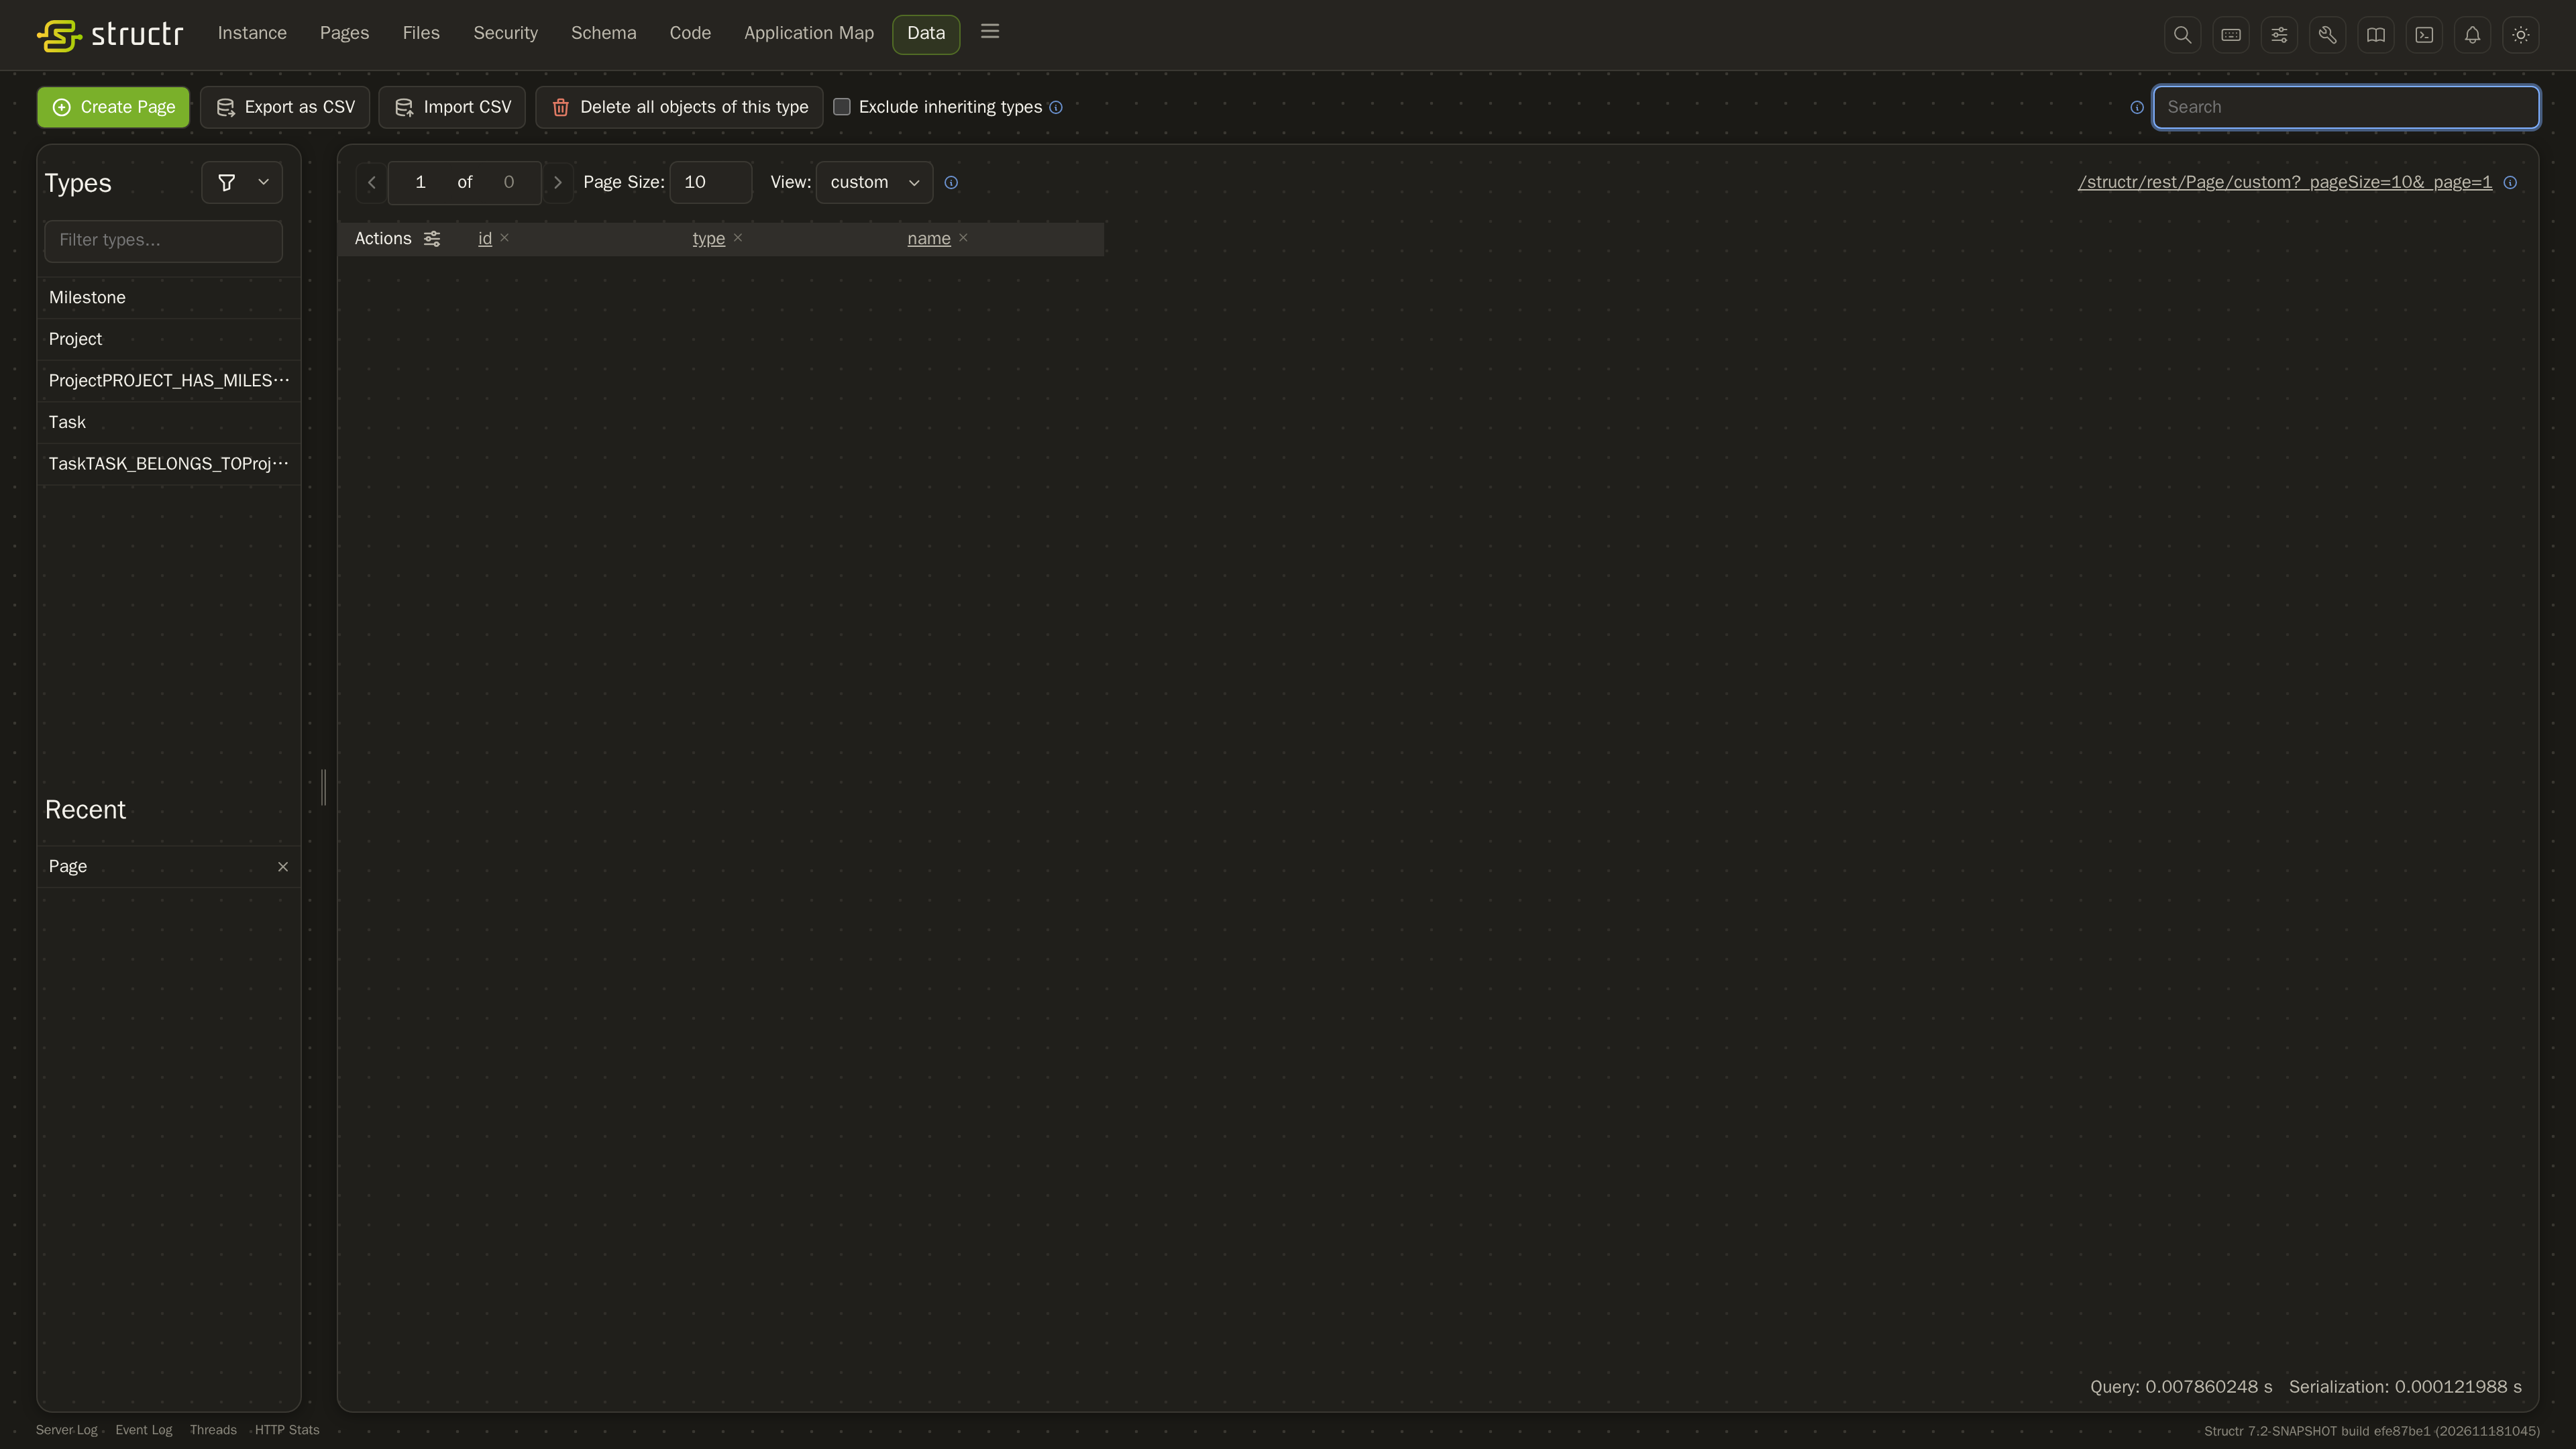 structr Instance Pages Files Security Schema Code Application Map Data
Create Page Export as CSV Import CSV Delete all objects of this type Exclude inheriting types Search
Types
Filter types...
Milestone
Project
ProjectPROJECT_HAS_MILES···
Task
TaskTASK_BELONGS_TOProj···
Recent
Page
1 of 0 Page Size: 10 View: custom /structr/rest/Page/custom?_pageSize=10&_page=1
Actions id type name
Query: 0.007860248 s Serialization: 0.000121988 s
Server Log Event Log Threads HTTP Stats Structr 7.2-SNAPSHOT build efe87be1 (202611181045)